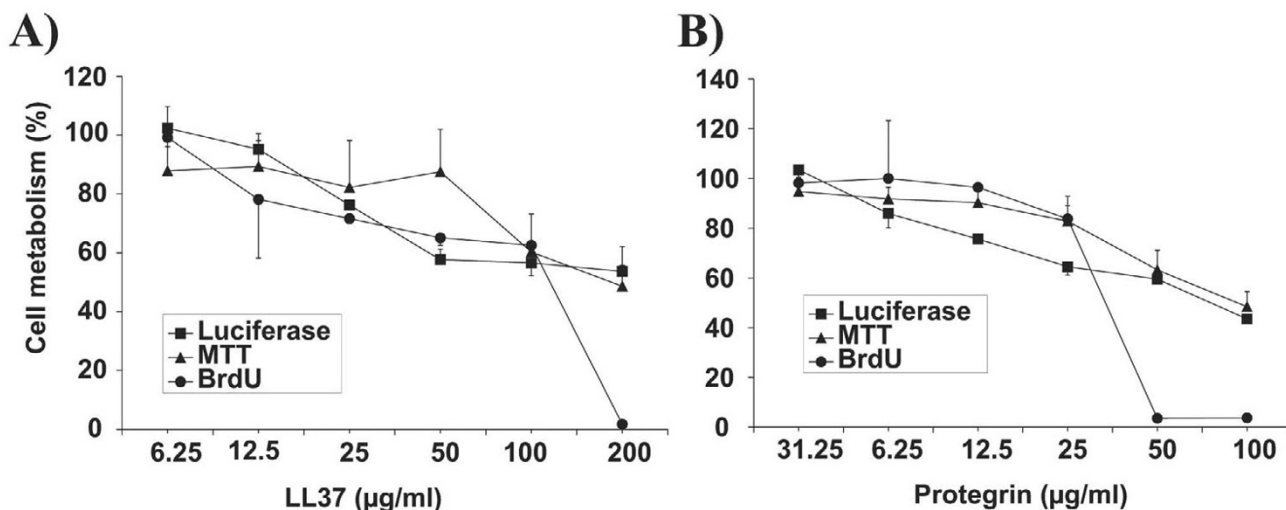 A)
120
100
80
60
40
20
0
Cell metabolism (%)
Luciferase
MTT
BrdU
6.25 12.5 25 50 100 200
LL37 (µg/ml)
B)
140
120
100
80
60
40
20
0
Luciferase
MTT
BrdU
31.25 6.25 12.5 25 50 100
Protegrin (µg/ml)